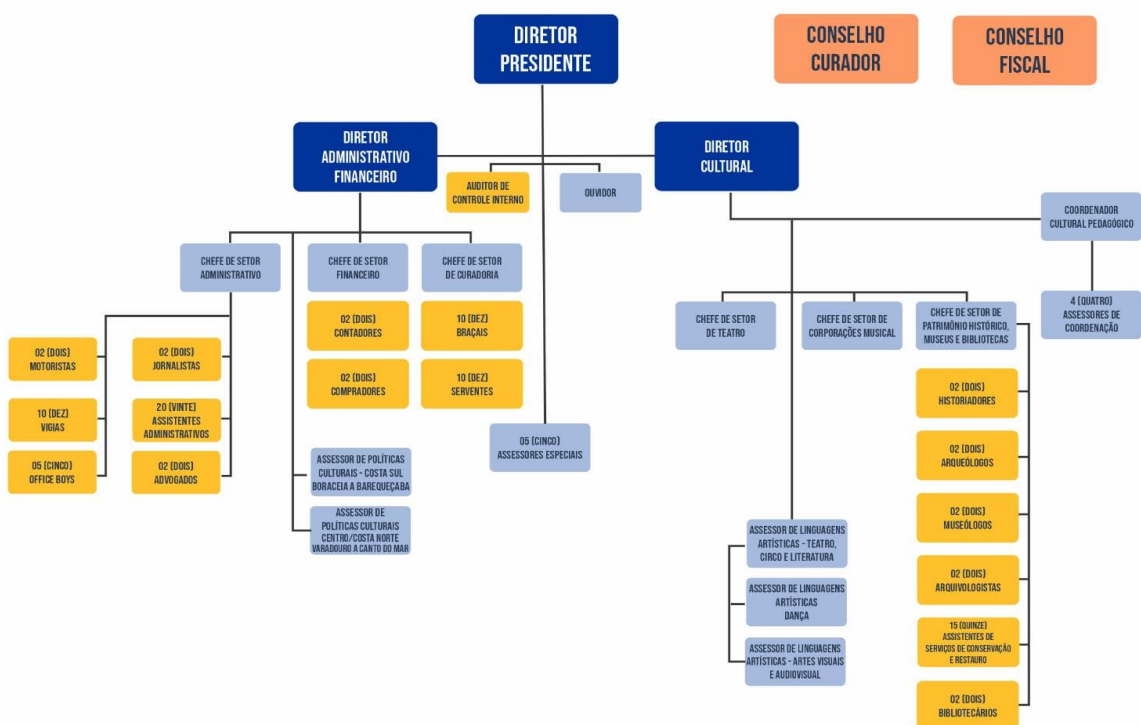 DIRETOR
PRESIDENTE
CONSELHO
CURADOR
CONSELHO
FISCAL
DIRETOR
ADMINISTRATIVO
FINANCEIRO
DIRETOR
CULTURAL
AUDITOR DE
CONTROLE INTERNO
OUVIDOR
COORDENADOR
CULTURAL PEDAGÓGICO
CHEFE DE SETOR
ADMINISTRATIVO
CHEFE DE SETOR
FINANCEIRO
CHEFE DE SETOR
DE CURADORIA
CHEFE DE SETOR
DE TEATRO
CHEFE DE SETOR DE
CORPORAÇÕES MUSICAL
CHEFE DE SETOR DE
PATRIMÔNIO HISTÓRICO,
MUSEUS E BIBLIOTECAS
4 (QUATRO)
ASSESSORES DE
COORDENAÇÃO
02 (DOIS)
MOTORISTAS
02 (DOIS)
JORNALISTAS
02 (DOIS)
CONTADORES
10 (DEZ)
BRAÇAIS
10 (DEZ)
VIGIAS
20 (VINTE)
ASSISTENTES
ADMINISTRATIVOS
02 (DOIS)
COMPRADORES
10 (DEZ)
SERVENTES
05 (CINCO)
OFFICE BOYS
02 (DOIS)
ADVOGADOS
ASSESSOR DE POLÍTICAS
CULTURAIS - COSTA SUL
BORACEIA A BAREQUEÇABA
ASSESSOR DE
POLÍTICAS CULTURAIS
CENTRO/COSTA NORTE
VARADOURO A CANTO DO MAR
05 (CINCO)
ASSESSORES ESPECIAIS
ASSESSOR DE LINGUAGENS
ARTÍSTICAS - TEATRO,
CIRCO E LITERATURA
ASSESSOR DE LINGUAGENS
ARTÍSTICAS
DANÇA
ASSESSOR DE LINGUAGENS
ARTÍSTICAS - ARTES VISUAIS
E AUDIOVISUAL
02 (DOIS)
HISTORIADORES
02 (DOIS)
ARQUEÓLOGOS
02 (DOIS)
MUSEÓLOGOS
02 (DOIS)
ARQUIVOLOGISTAS
15 (QUINZE)
ASSISTENTES DE
SERVIÇOS DE CONSERVAÇÃO
E RESTAURO
02 (DOIS)
BIBLIOTECÁRIOS